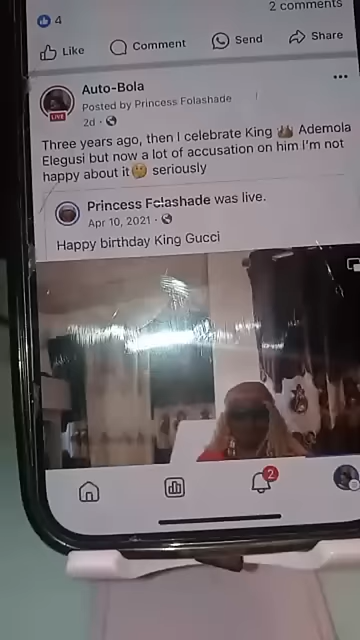 2 comments
4
Like
Comment
Send
Share
Auto-Bola
LIVE
Posted by Princess Folashade
2d
Three years ago, then I celebrate King 👑 Ademola
Elegusi but now a lot of accusation on him I'm not
happy about it🤔 seriously
Princess Folashade was live.
Apr 10, 2021
Happy birthday King Gucci
2